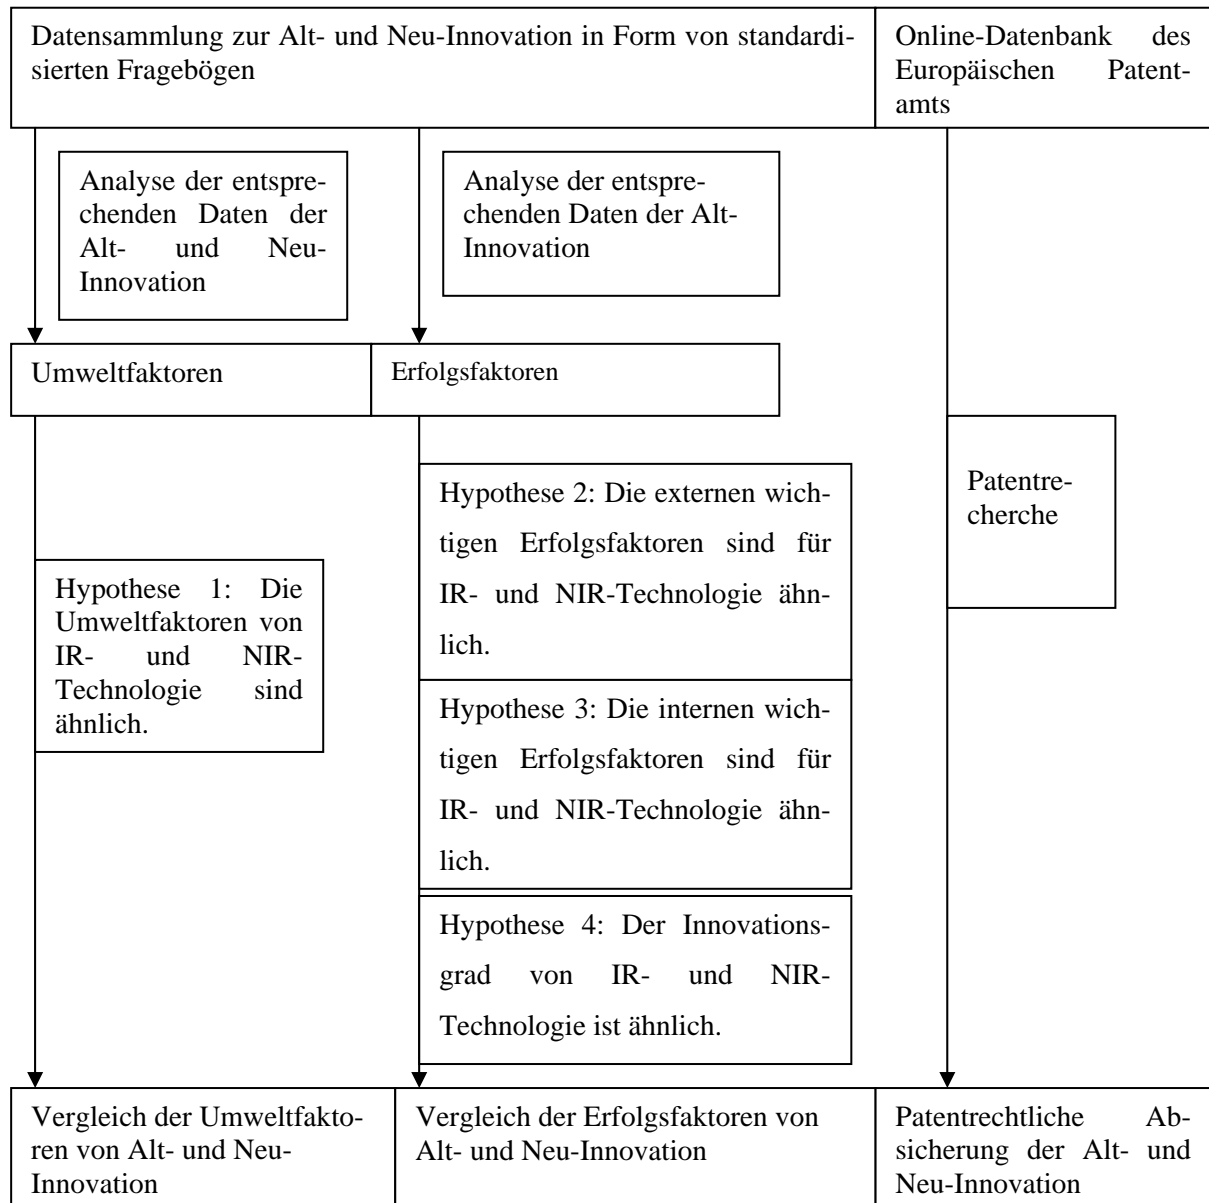 Datensammlung zur Alt- und Neu-Innovation in Form von standardi-
sierten Fragebögen
Online-Datenbank des
Europäischen Patent-
amts
Analyse der entspre-
chenden Daten der
Alt- und Neu-
Innovation
Analyse der entspre-
chenden Daten der Alt-
Innovation
Umweltfaktoren
Erfolgsfaktoren
Hypothese 1: Die
Umweltfaktoren von
IR- und NIR-
Technologie sind
ähnlich.
Hypothese 2: Die externen wich-
tigen Erfolgsfaktoren sind für
IR- und NIR-Technologie ähn-
lich.
Hypothese 3: Die internen wich-
tigen Erfolgsfaktoren sind für
IR- und NIR-Technologie ähn-
lich.
Hypothese 4: Der Innovations-
grad von IR- und NIR-
Technologie ist ähnlich.
Patentre-
cherche
Vergleich der Umweltfakto-
ren von Alt- und Neu-
Innovation
Vergleich der Erfolgsfaktoren von
Alt- und Neu-Innovation
Patentrechtliche Ab-
sicherung der Alt- und
Neu-Innovation